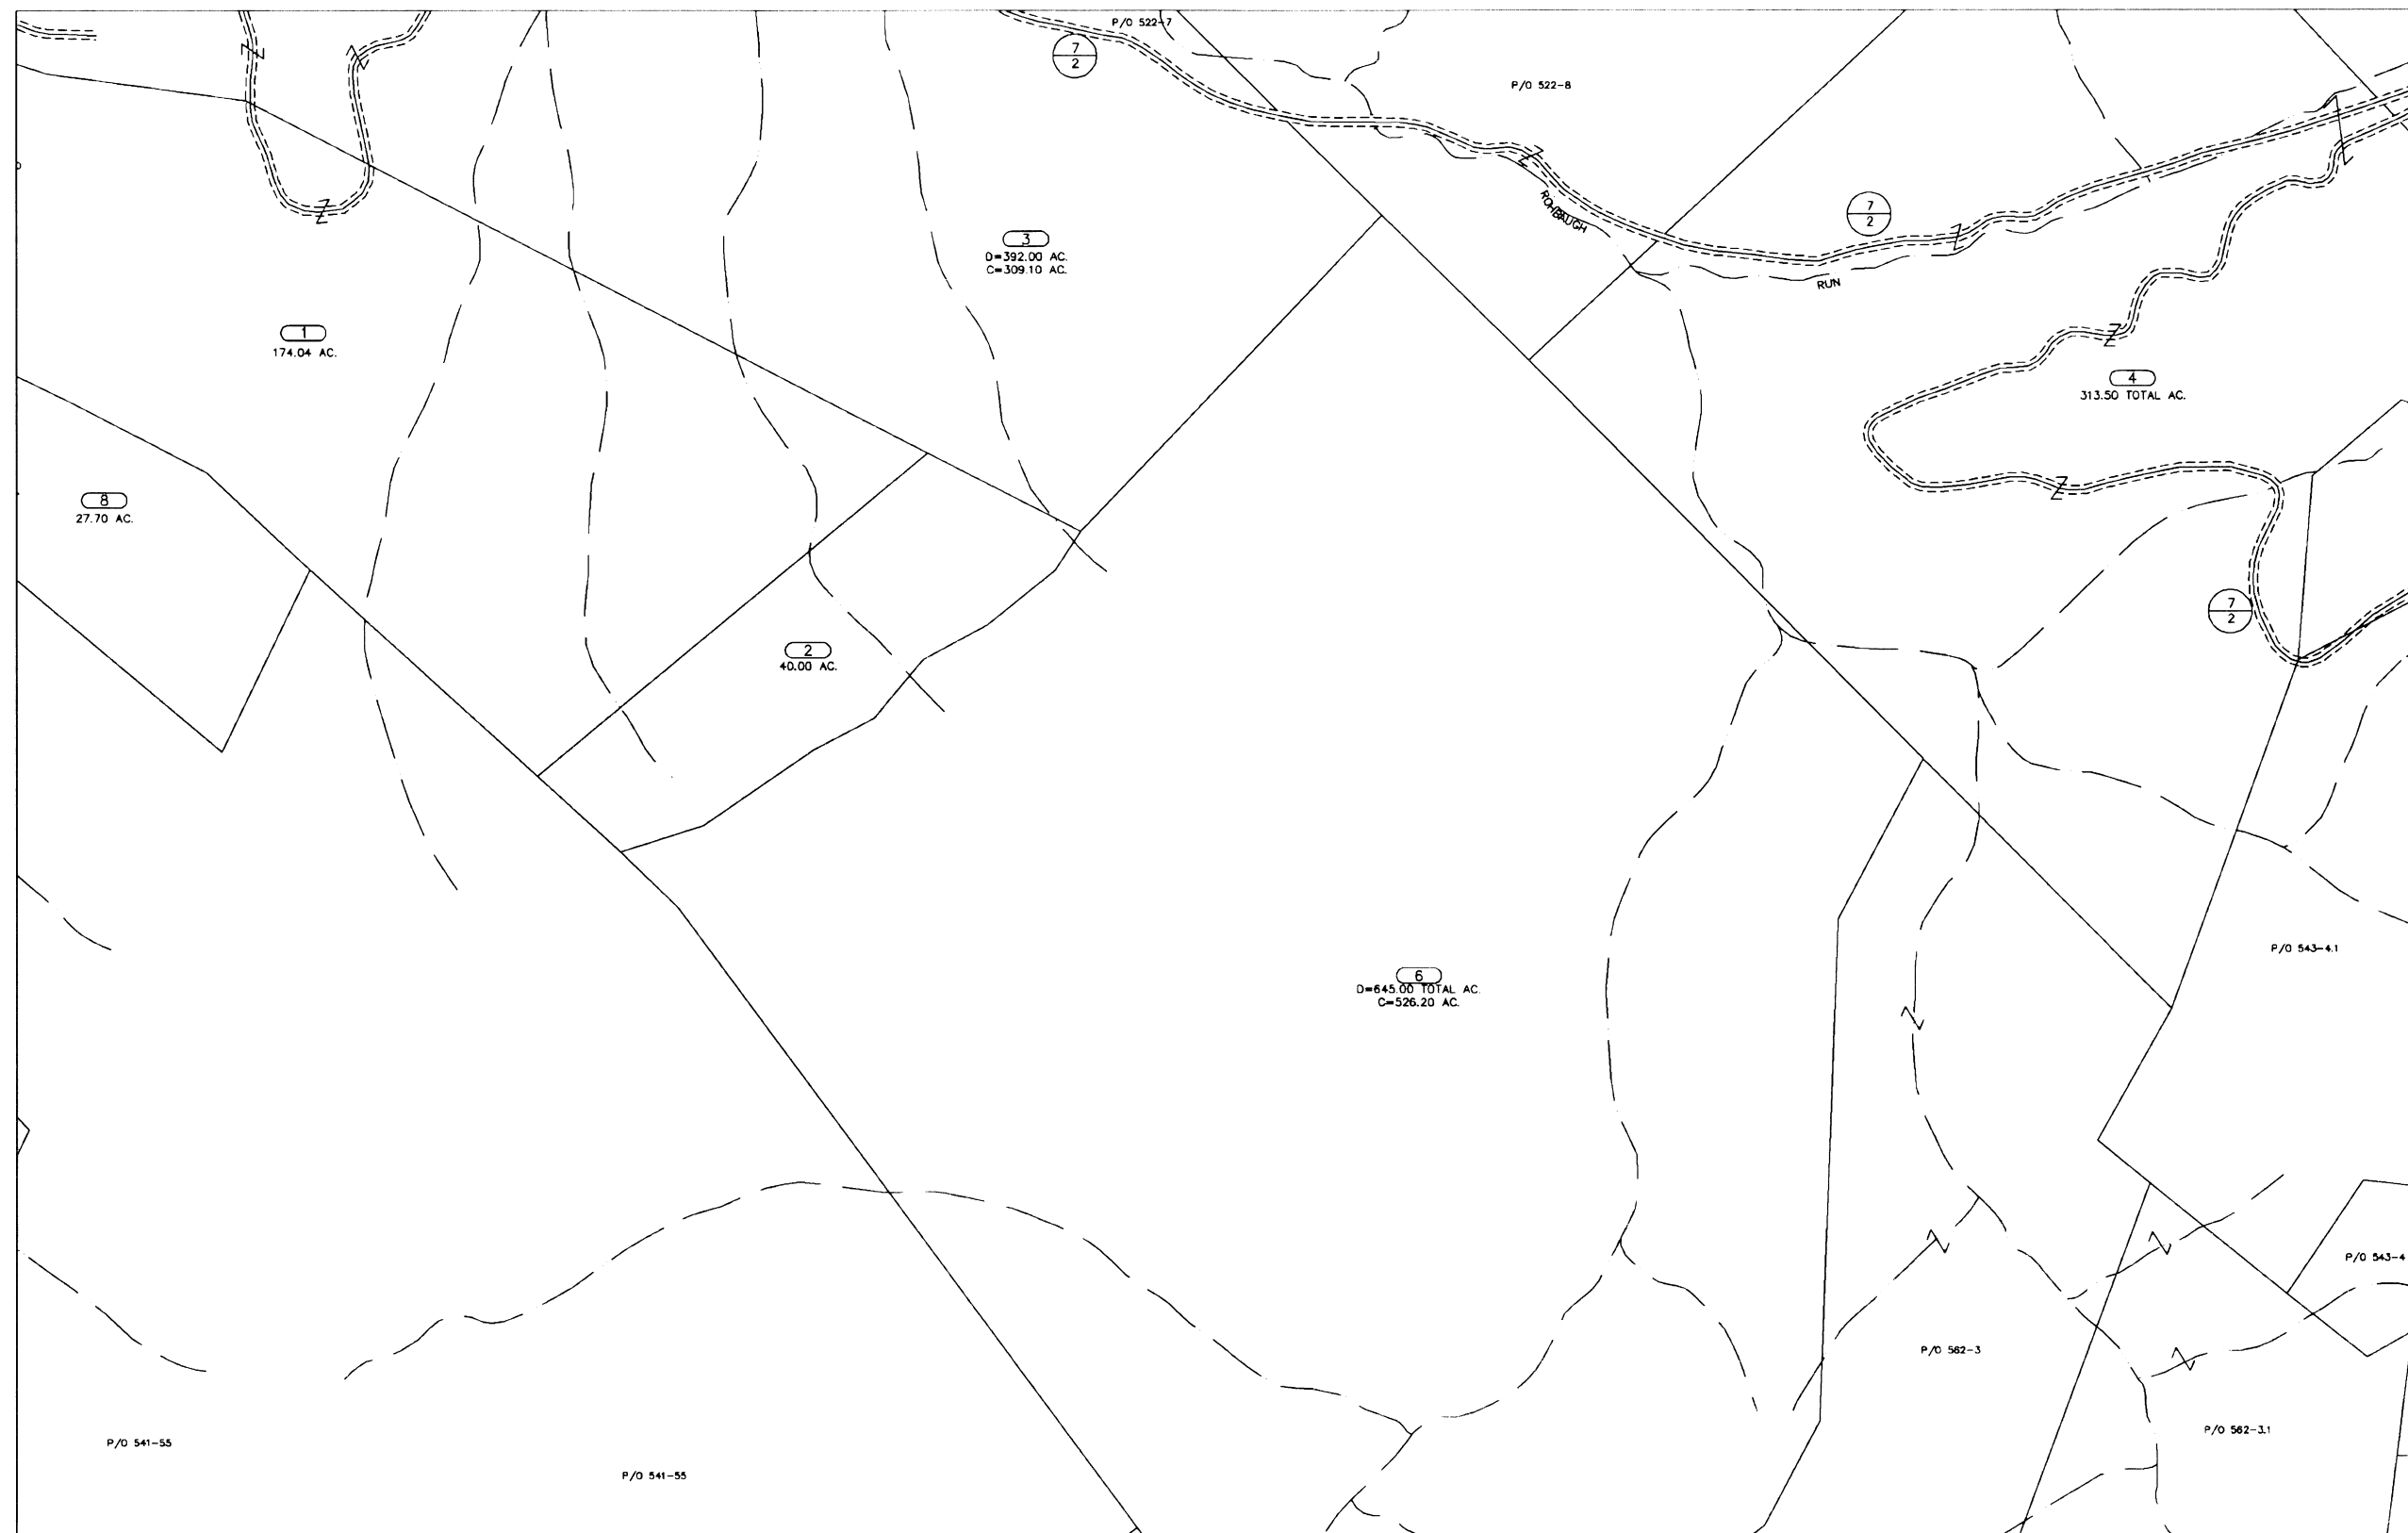 P/O 522-7
7
2
P/O 522-8
ROHRBAUGH
RUN
7
2
3
D=392.00 AC.
C=309.10 AC.
1
174.04 AC.
4
313.50 TOTAL AC.
8
27.70 AC.
7
2
2
40.00 AC.
6
D=645.00 TOTAL AC.
C=526.20 AC.
P/O 543-4.1
P/O 543-4
P/O 562-3
P/O 562-3.1
P/O 541-55
P/O 541-55